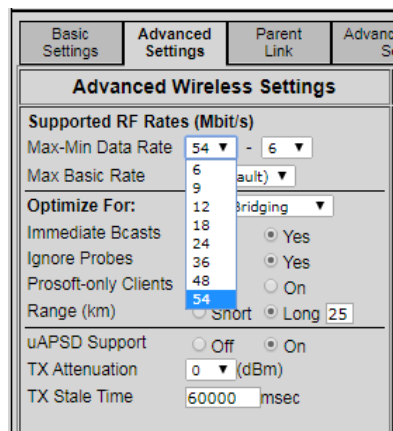 Basic Settings Advanced Settings Parent Link Advanc
Advanced Wireless Settings
Supported RF Rates (Mbit/s)
Max-Min Data Rate 54 - 6
Max Basic Rate ault)
6
9
12
18
24
36
48
54
Optimize For: Bridging
Immediate Bcasts Yes
Ignore Probes Yes
Prosoft-only Clients On
Range (km) Short Long 25
uAPSD Support Off On
TX Attenuation 0 (dBm)
TX Stale Time 60000 msec